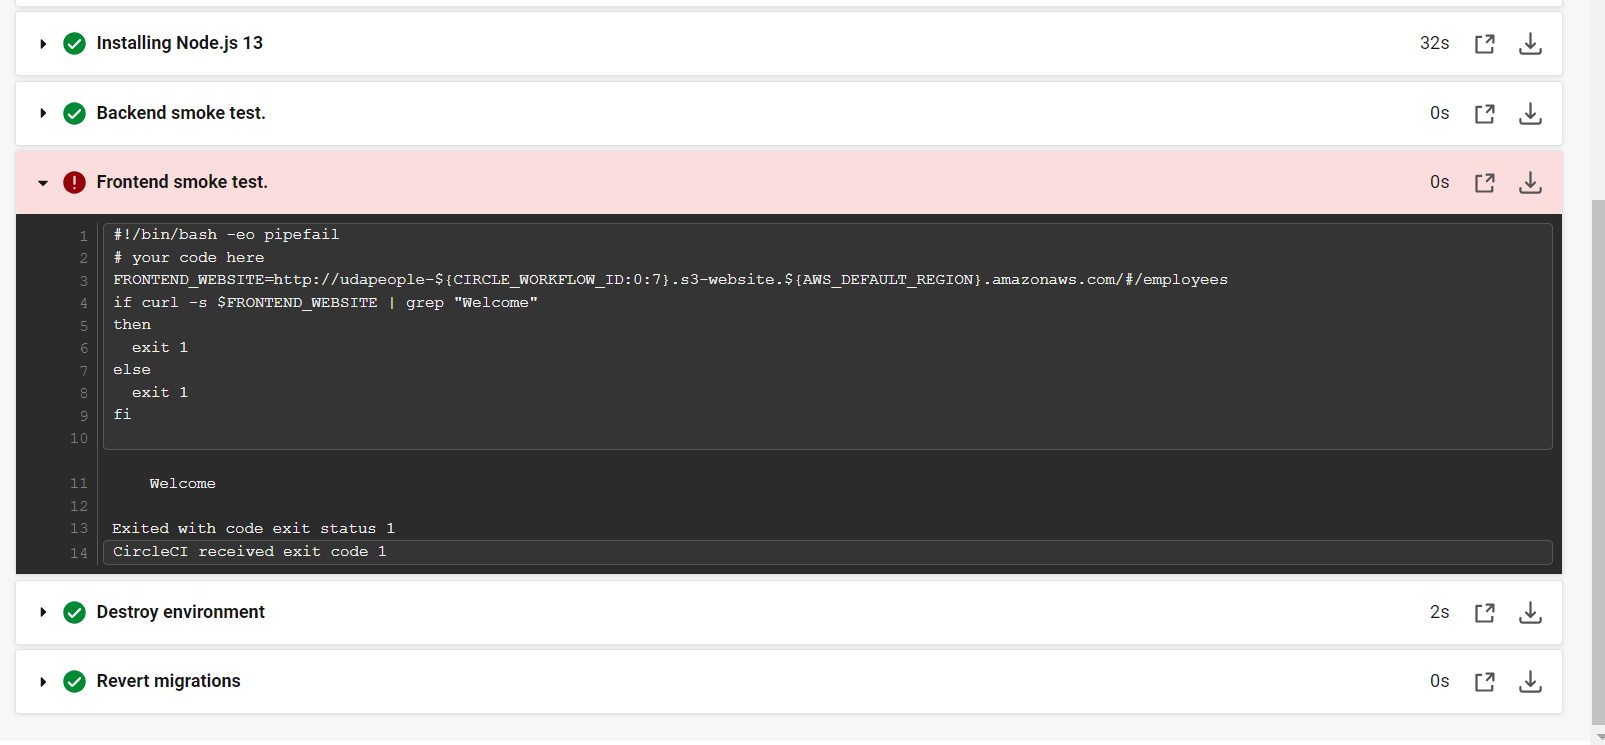 Installing Node.js 13 32s
Backend smoke test. 0s
Frontend smoke test. 0s
1 #!/bin/bash -eo pipefail
2 # your code here
3 FRONTEND_WEBSITE=http://udapeople-${CIRCLE_WORKFLOW_ID:0:7}.s3-website.${AWS_DEFAULT_REGION}.amazonaws.com/#/employees
4 if curl -s $FRONTEND_WEBSITE | grep "Welcome"
5 then
6 exit 1
7 else
8 exit 1
9 fi
10
11 Welcome
12
13 Exited with code exit status 1
14 CircleCI received exit code 1
Destroy environment 2s
Revert migrations 0s